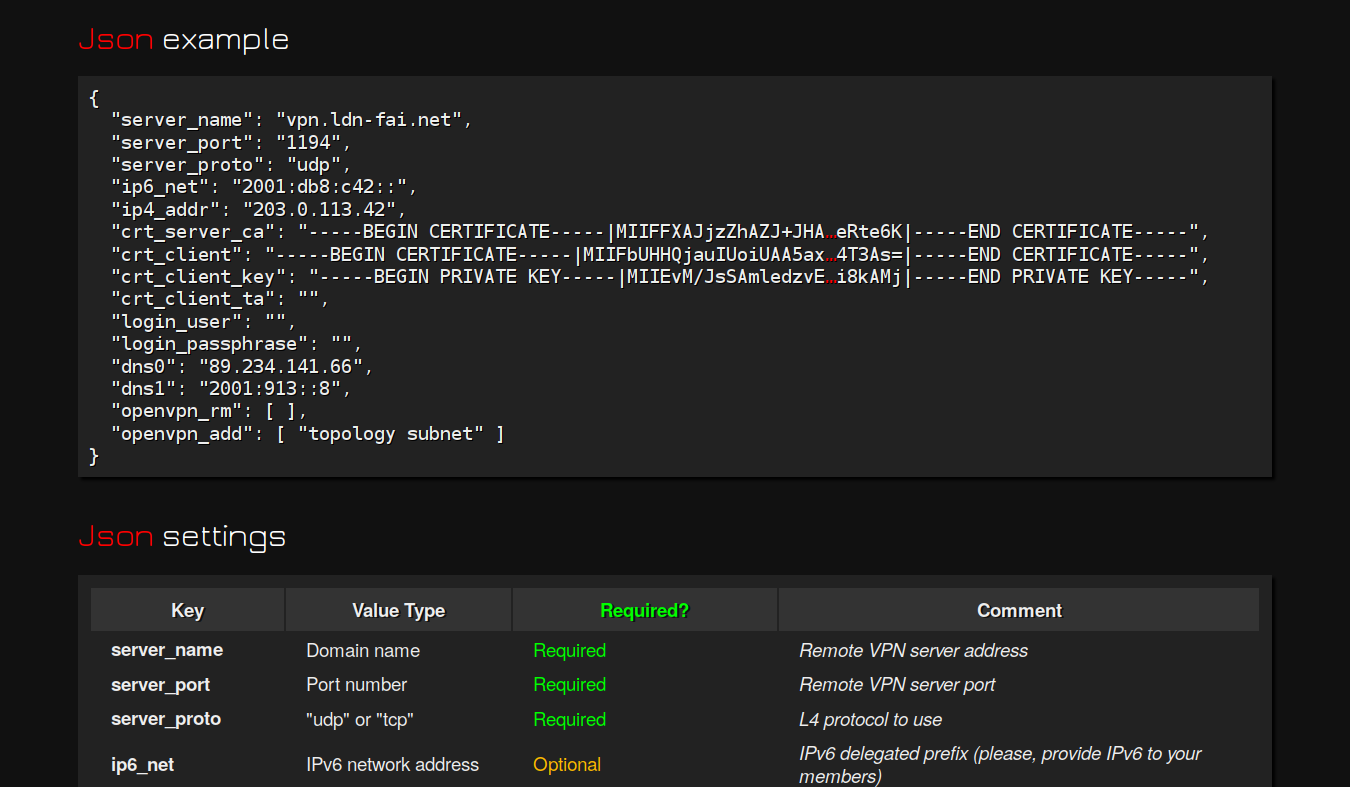 Json example
{
  "server_name": "vpn.ldn-fai.net",
  "server_port": "1194",
  "server_proto": "udp",
  "ip6_net": "2001:db8:c42::",
  "ip4_addr": "203.0.113.42",
  "crt_server_ca": "-----BEGIN CERTIFICATE-----|MIIFFXAJjzZhAZJ+JHA…eRte6K|-----END CERTIFICATE-----",
  "crt_client": "-----BEGIN CERTIFICATE-----|MIIFbUHHQjauIUoiUAA5ax…4T3As=|-----END CERTIFICATE-----",
  "crt_client_key": "-----BEGIN PRIVATE KEY-----|MIIEvM/JsSAmledzvE…i8kAMj|-----END PRIVATE KEY-----",
  "crt_client_ta": "",
  "login_user": "",
  "login_passphrase": "",
  "dns0": "89.234.141.66",
  "dns1": "2001:913::8",
  "openvpn_rm": [ ],
  "openvpn_add": [ "topology subnet" ]
}
Json settings
Key Value Type Required? Comment
server_name Domain name Required Remote VPN server address
server_port Port number Required Remote VPN server port
server_proto "udp" or "tcp" Required L4 protocol to use
ip6_net IPv6 network address Optional IPv6 delegated prefix (please, provide IPv6 to your
members)